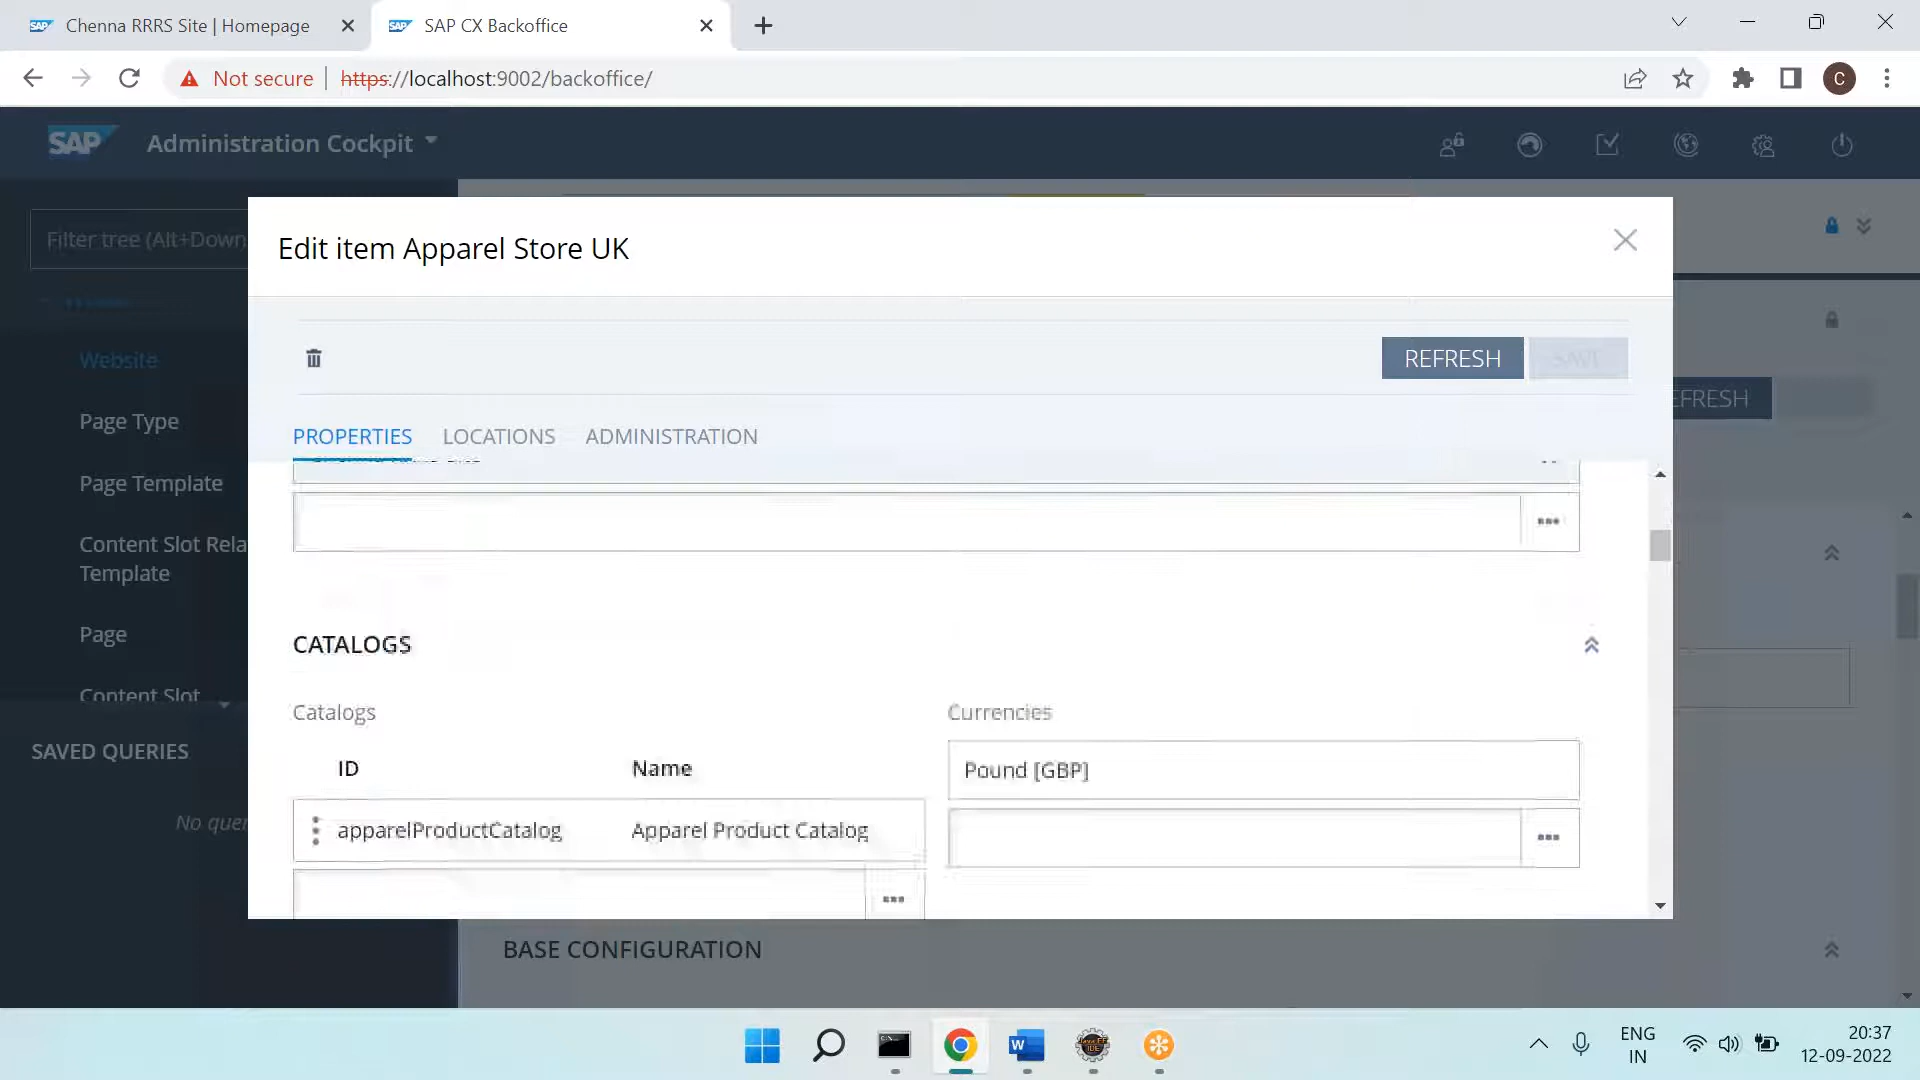 Chenna RRRS Site | Homepage
SAP CX Backoffice
Not secure
https://localhost:9002/backoffice/
C
SAP
Administration Cockpit
Filter tree (Alt+Down
Edit item Apparel Store UK
REFRESH
SAVE
EFRESH
Website
Page Type
PROPERTIES
LOCATIONS
ADMINISTRATION
Page Template
Content Slot Rela
Template
Page
CATALOGS
Content Slot
Catalogs
Currencies
SAVED QUERIES
ID
Name
Pound [GBP]
No quer
apparelProductCatalog
Apparel Product Catalog
BASE CONFIGURATION
ENG
IN
20:37
12-09-2022